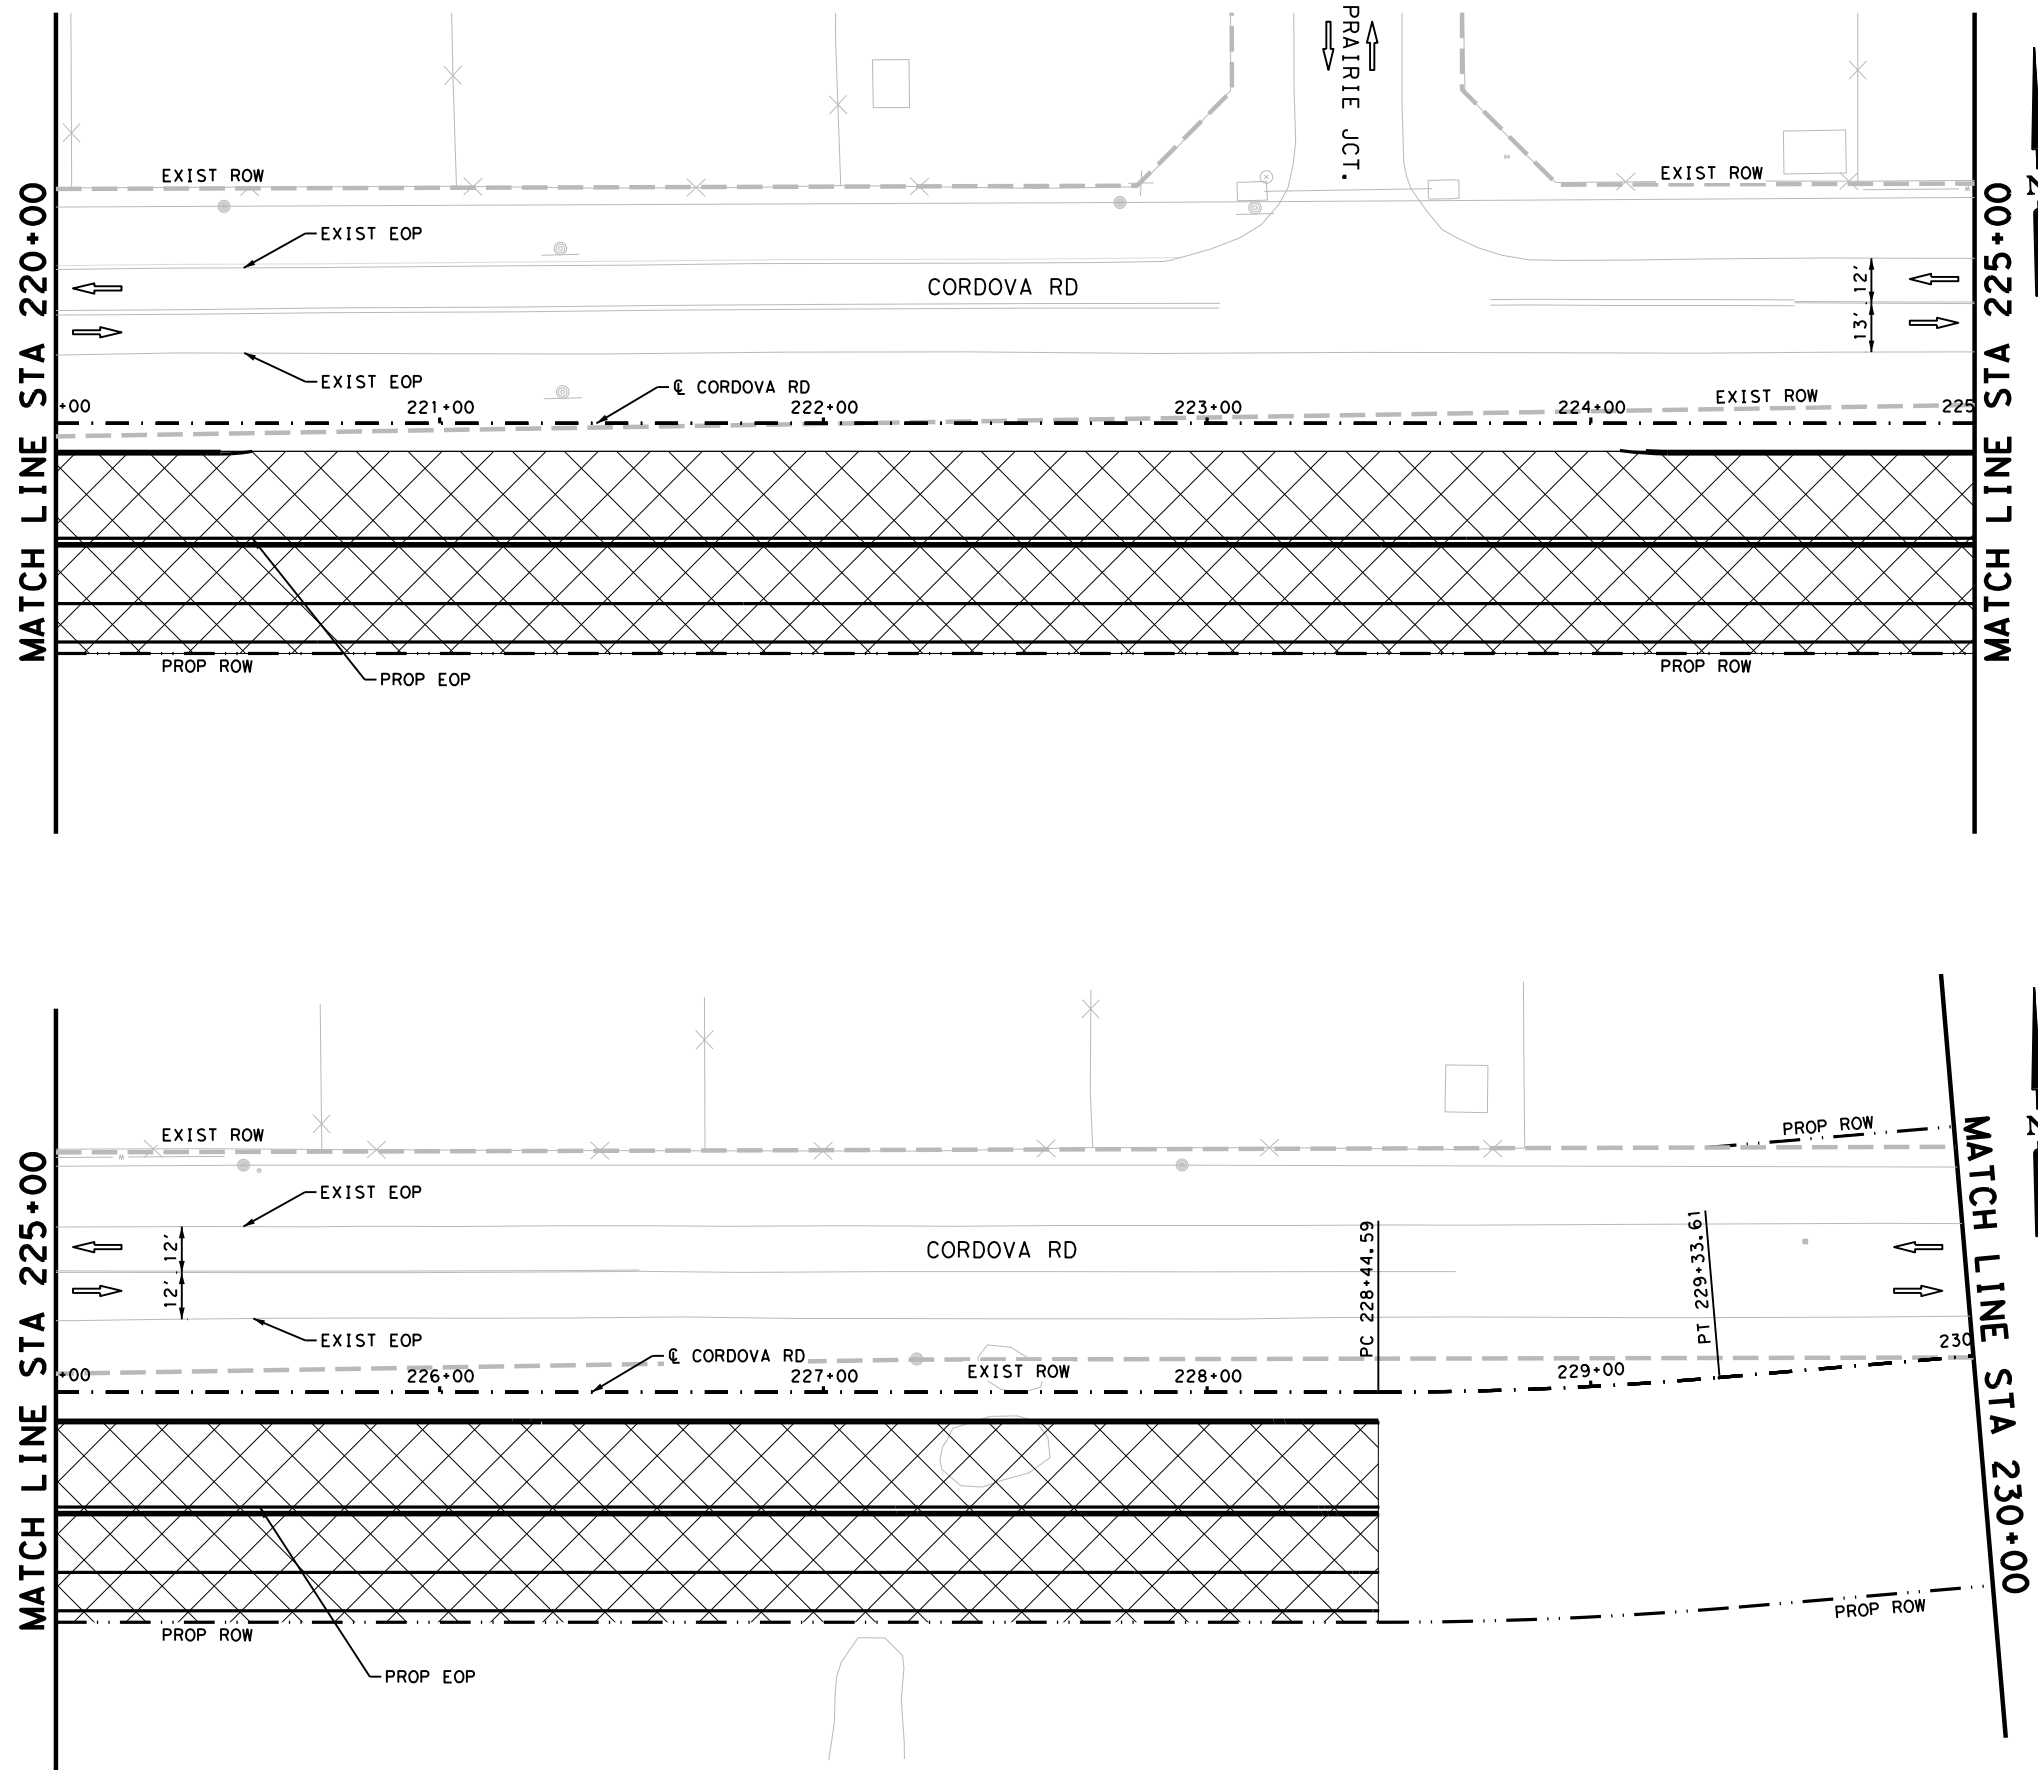 PRAIRIE JCT.
EXIST ROW
EXIST ROW
EXIST EOP
CORDOVA RD
12'
13'
EXIST EOP
℄ CORDOVA RD
EXIST ROW
+00
221+00
222+00
223+00
224+00
225
PROP ROW
PROP ROW
PROP EOP
MATCH LINE STA 220+00
MATCH LINE STA 225+00
EXIST ROW
PROP ROW
EXIST EOP
CORDOVA RD
12'
12'
PC 228+44.59
PT 229+33.61
EXIST EOP
℄ CORDOVA RD
EXIST ROW
+00
226+00
227+00
228+00
229+00
230
PROP ROW
PROP ROW
PROP EOP
MATCH LINE STA 225+00
MATCH LINE STA 230+00